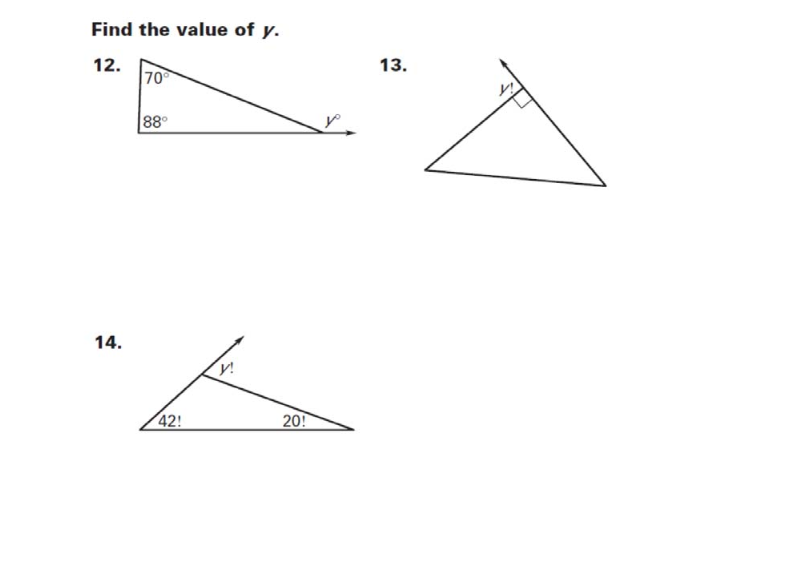 Find the value of y.
12.
70°
88°
y°
13.
y!
14.
y!
42!
20!